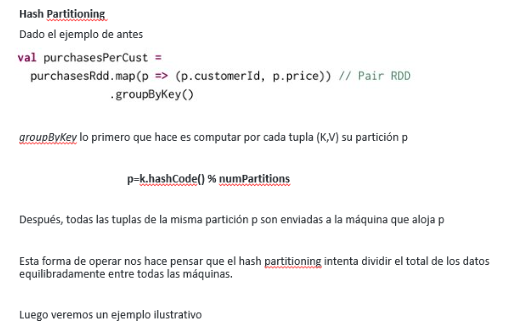 Hash Partitioning
Dado el ejemplo de antes
val purchasesPerCust =
purchasesRdd.map(p => (p.customerId, p.price)) // Pair RDD
.groupByKey()
groupByKey lo primero que hace es computar por cada tupla (K,V) su partición p
p=k.hashCode() % numPartitions
Después, todas las tuplas de la misma partición p son enviadas a la máquina que aloja p
Esta forma de operar nos hace pensar que el hash partitioning intenta dividir el total de los datos
equilibradamente entre todas las máquinas.
Luego veremos un ejemplo ilustrativo